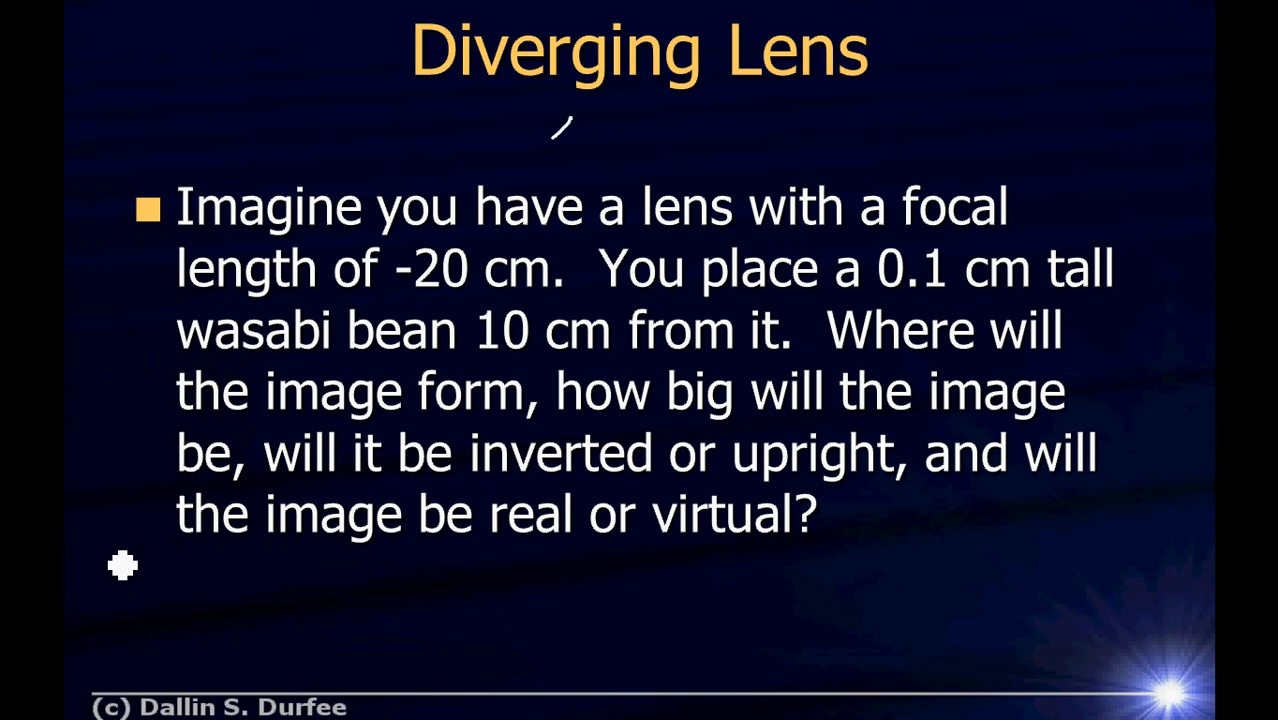 Diverging Lens
Imagine you have a lens with a focal
length of -20 cm.  You place a 0.1 cm tall
wasabi bean 10 cm from it.  Where will
the image form, how big will the image
be, will it be inverted or upright, and will
the image be real or virtual?
(c) Dallin S. Durfee